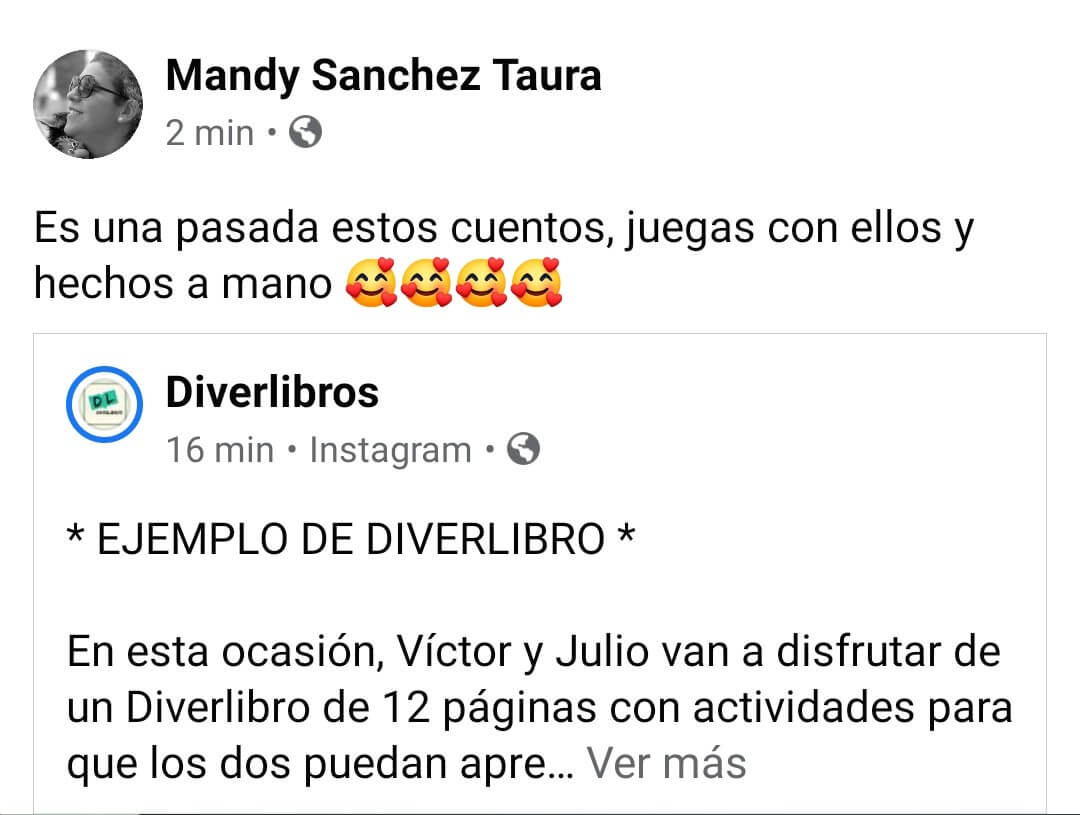 Mandy Sanchez Taura
2 min •
Es una pasada estos cuentos, juegas con ellos y
hechos a mano 🥰🥰🥰🥰
DL
Diverlibros
16 min • Instagram •
* EJEMPLO DE DIVERLIBRO *
En esta ocasión, Víctor y Julio van a disfrutar de
un Diverlibro de 12 páginas con actividades para
que los dos puedan apre... Ver más